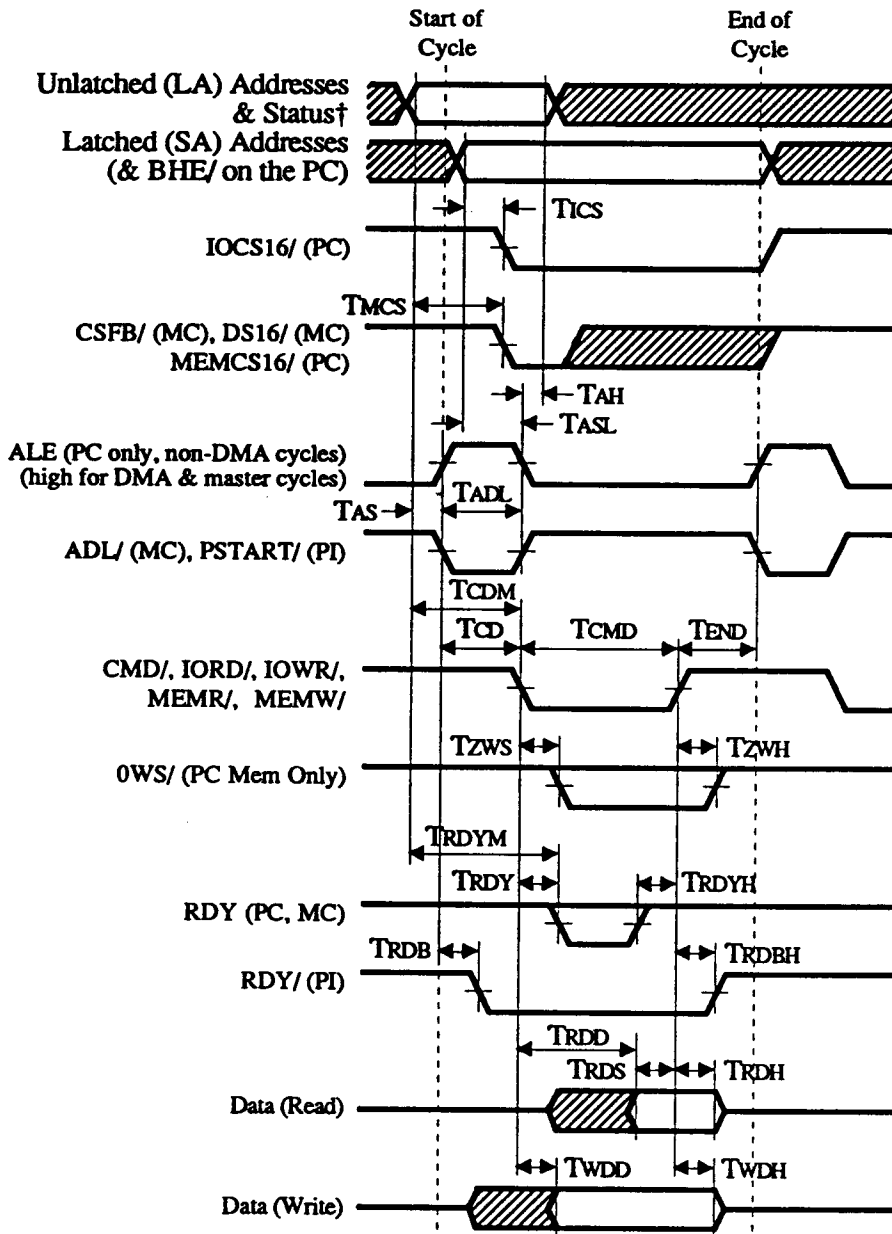 Start of
Cycle
End of
Cycle
Unlatched (LA) Addresses
& Status†
Latched (SA) Addresses
(& BHE/ on the PC)
TICS
IOCS16/ (PC)
TMCS
CSFB/ (MC), DS16/ (MC)
MEMCS16/ (PC)
TAH
TASL
ALE (PC only, non-DMA cycles)
(high for DMA & master cycles)
TADL
TAS
ADL/ (MC), PSTART/ (PI)
TCDM
TCD
TCMD
TEND
CMD/, IORD/, IOWR/,
MEMR/, MEMW/
TZWS
TZWH
0WS/ (PC Mem Only)
TRDYM
TRDY
TRDYH
RDY (PC, MC)
TRDB
TRDBH
RDY/ (PI)
TRDD
TRDS
TRDH
Data (Read)
TWDD
TWDH
Data (Write)